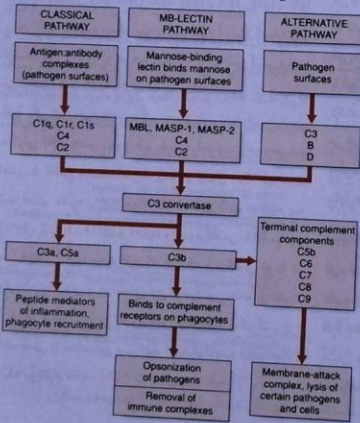 CLASSICAL
PATHWAY
MB-LECTIN
PATHWAY
ALTERNATIVE
PATHWAY
Antigen:antibody
complexes
(pathogen surfaces)
Mannose-binding
lectin binds mannose
on pathogen surfaces
Pathogen
surfaces
C1q, C1r, C1s
C4
C2
MBL, MASP-1, MASP-2
C4
C2
C3
B
D
C3 convertase
C3a, C5a
C3b
Terminal complement
components
C5b
C6
C7
C8
C9
Peptide mediators
of inflammation,
phagocyte recruitment
Binds to complement
receptors on phagocytes
Opsonization
of pathogens
Removal of
immune complexes
Membrane-attack
complex, lysis of
certain pathogens
and cells